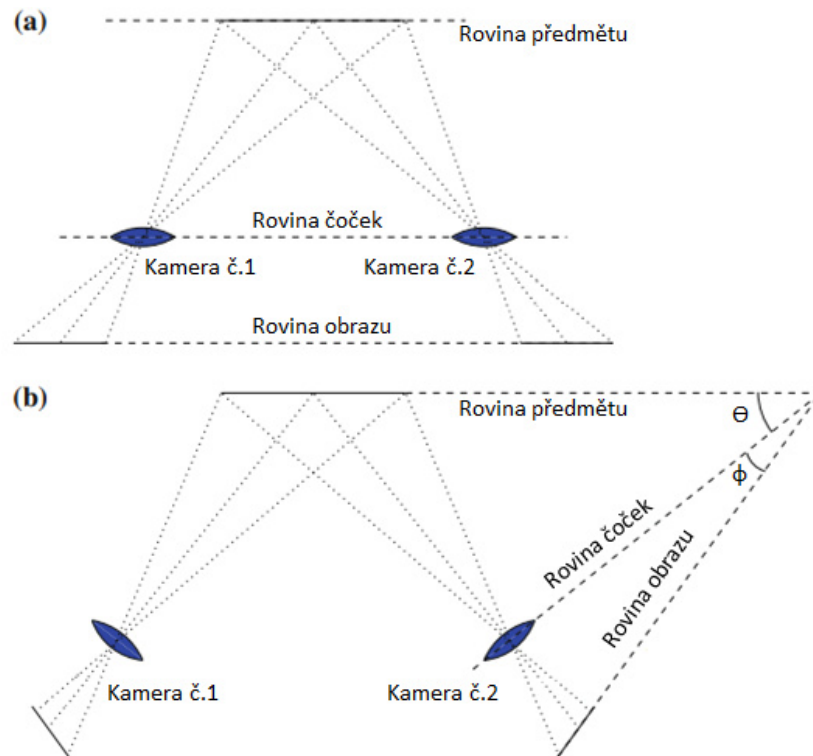 (a)
Rovina předmětu
Rovina čoček
Kamera č.1
Kamera č.2
Rovina obrazu
(b)
Rovina předmětu
Θ
ϕ
Rovina čoček
Rovina obrazu
Kamera č.1
Kamera č.2